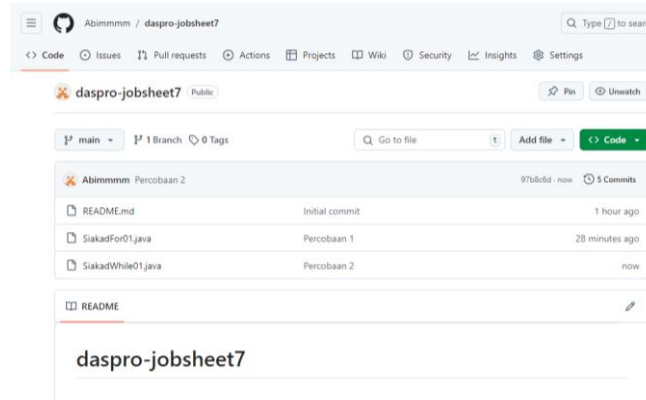 Abimmmm / daspro-jobsheet7
Type / to sear
<> Code Issues Pull requests Actions Projects Wiki Security Insights Settings
daspro-jobsheet7 Public Pin Unwatch
main 1 Branch 0 Tags Go to file t Add file <> Code
Abimmmm Percobaan 2 97b8c6d · now 5 Commits
README.md Initial commit 1 hour ago
SiakadFor01.java Percobaan 1 28 minutes ago
SiakadWhile01.java Percobaan 2 now
README
daspro-jobsheet7